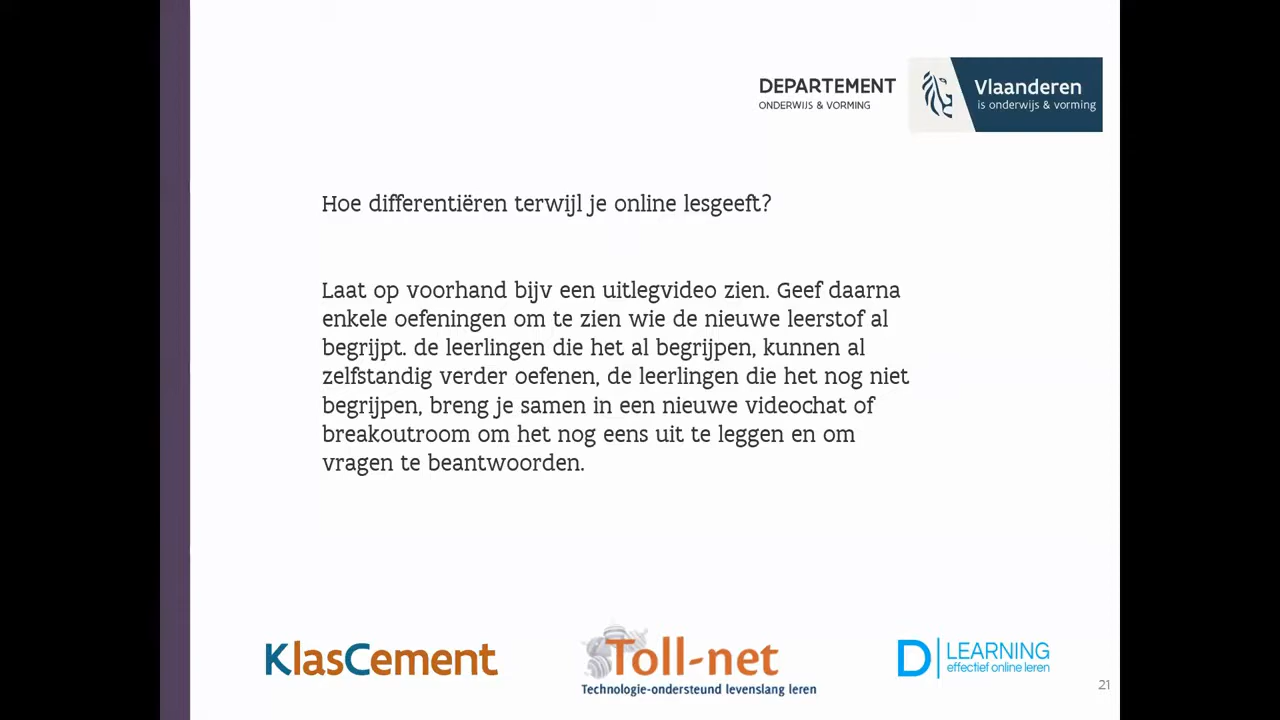 DEPARTEMENT
ONDERWIJS & VORMING
Vlaanderen
is onderwijs & vorming
Hoe differentiëren terwijl je online lesgeeft?
Laat op voorhand bijv een uitlegvideo zien. Geef daarna
enkele oefeningen om te zien wie de nieuwe leerstof al
begrijpt. de leerlingen die het al begrijpen, kunnen al
zelfstandig verder oefenen, de leerlingen die het nog niet
begrijpen, breng je samen in een nieuwe videochat of
breakoutroom om het nog eens uit te leggen en om
vragen te beantwoorden.
KlasCement
Toll-net
Technologie-ondersteund levenslang leren
D LEARNING
effectief online leren
21